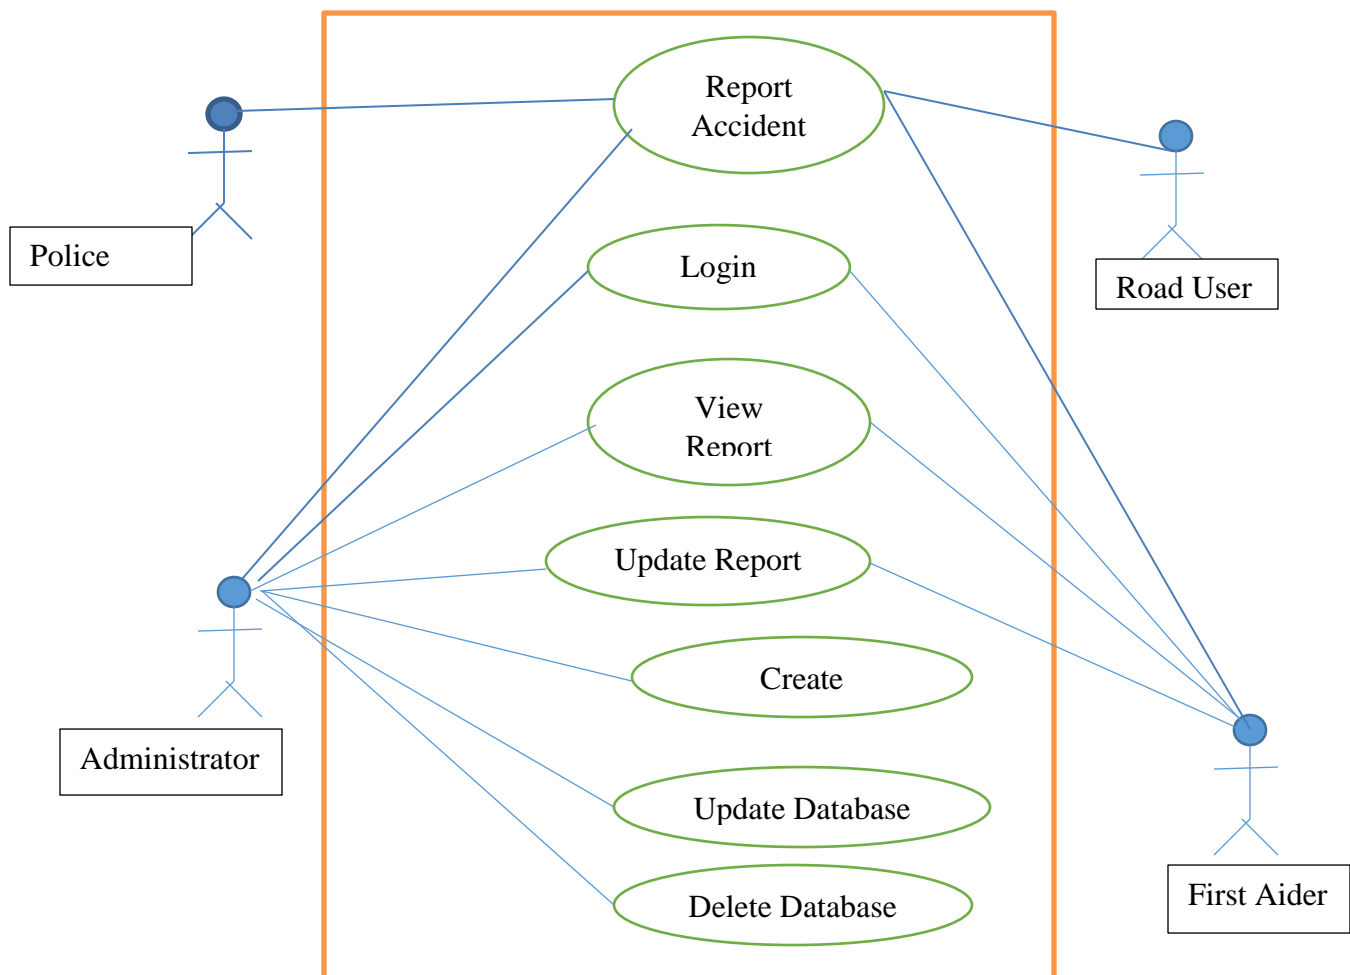 Report
Accident
Police
Login
Road User
View
Report
Update Report
Create
Administrator
Update Database
First Aider
Delete Database